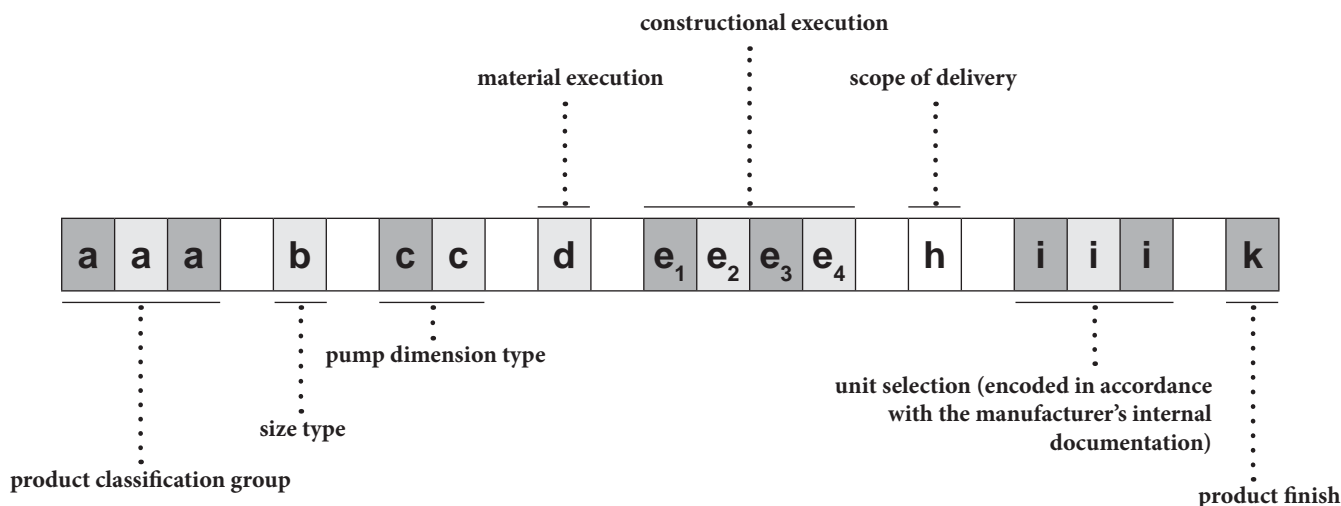 constructional execution
material execution
scope of delivery
a a a b c c d e₁ e₂ e₃ e₄ h i i i k
pump dimension type
unit selection (encoded in accordance
with the manufacturer's internal
documentation)
size type
product classification group
product finish